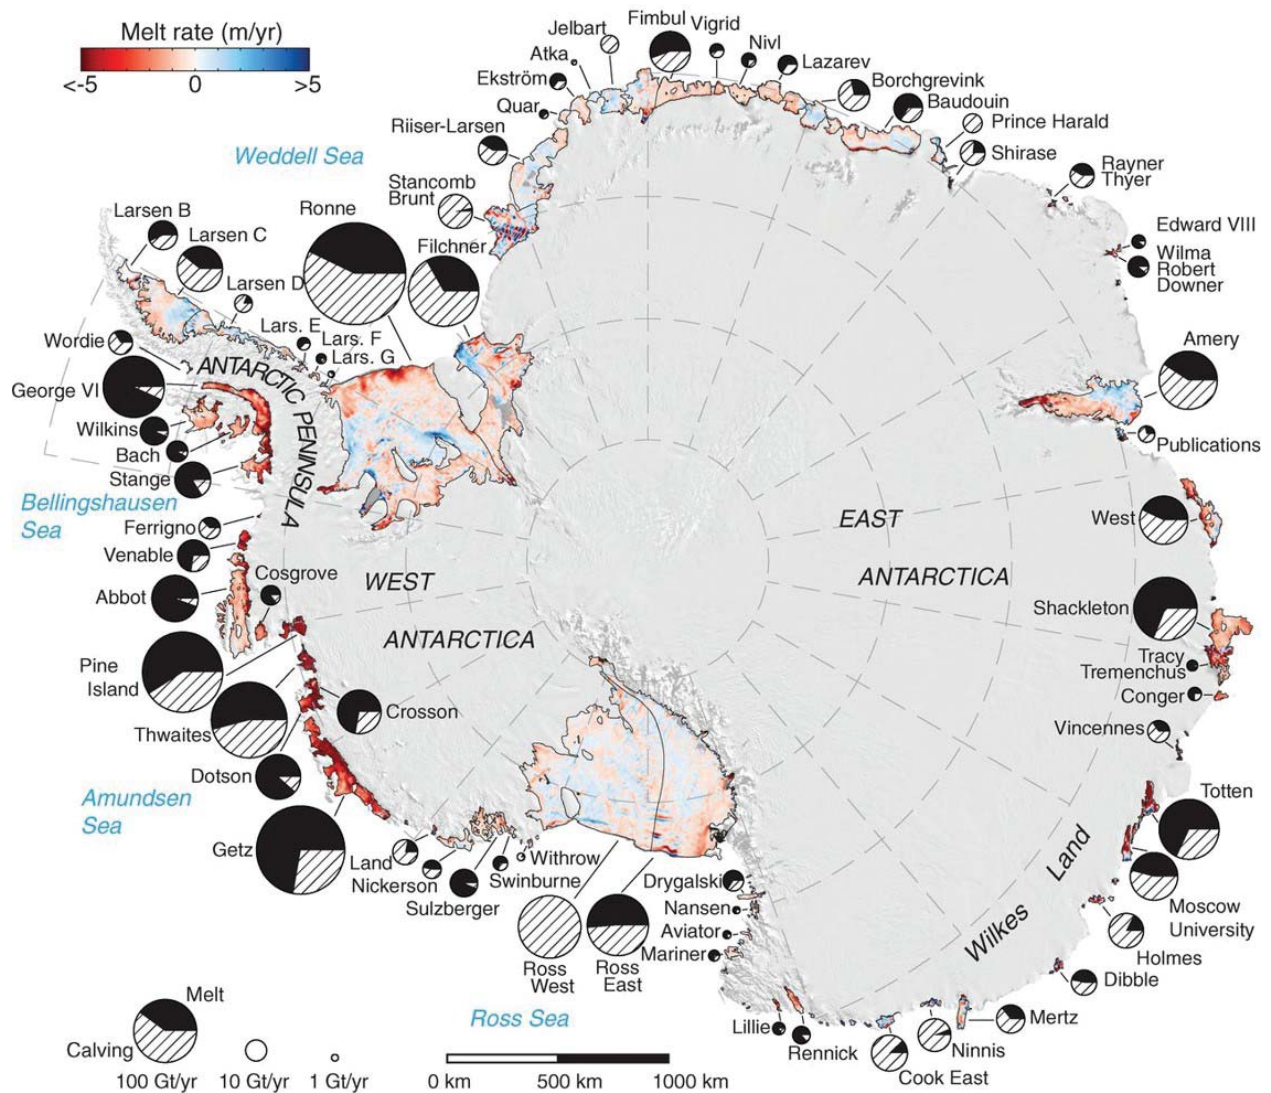 Melt rate (m/yr)
<-5
0
>5
Jelbart
Fimbul
Vigrid
Atka
Nivl
Lazarev
Ekström
Borchgrevink
Quar
Baudouin
Riiser-Larsen
Prince Harald
Shirase
Weddell Sea
Stancomb
Brunt
Rayner
Thyer
Larsen B
Ronne
Larsen C
Filchner
Edward VIII
Wilma
Robert
Downer
Larsen D
Lars. E
Lars. F
Lars. G
Wordie
Amery
ANTARCTIC PENINSULA
George VI
Wilkins
Bach
Publications
Stange
Bellingshausen
Sea
Ferrigno
West
EAST
Venable
Cosgrove
WEST
ANTARCTICA
Abbot
Shackleton
ANTARCTICA
Pine
Island
Tracy
Tremenchus
Conger
Crosson
Thwaites
Vincennes
Dotson
Amundsen
Sea
Totten
Getz
Land
Nickerson
Withrow
Swinburne
Sulzberger
Drygalski
Nansen
Aviator
Mariner
Wilkes Land
Moscow
University
Holmes
Ross
West
Ross
East
Dibble
Melt
Calving
100 Gt/yr
10 Gt/yr
1 Gt/yr
Ross Sea
0 km
500 km
1000 km
Lillie
Rennick
Mertz
Ninnis
Cook East